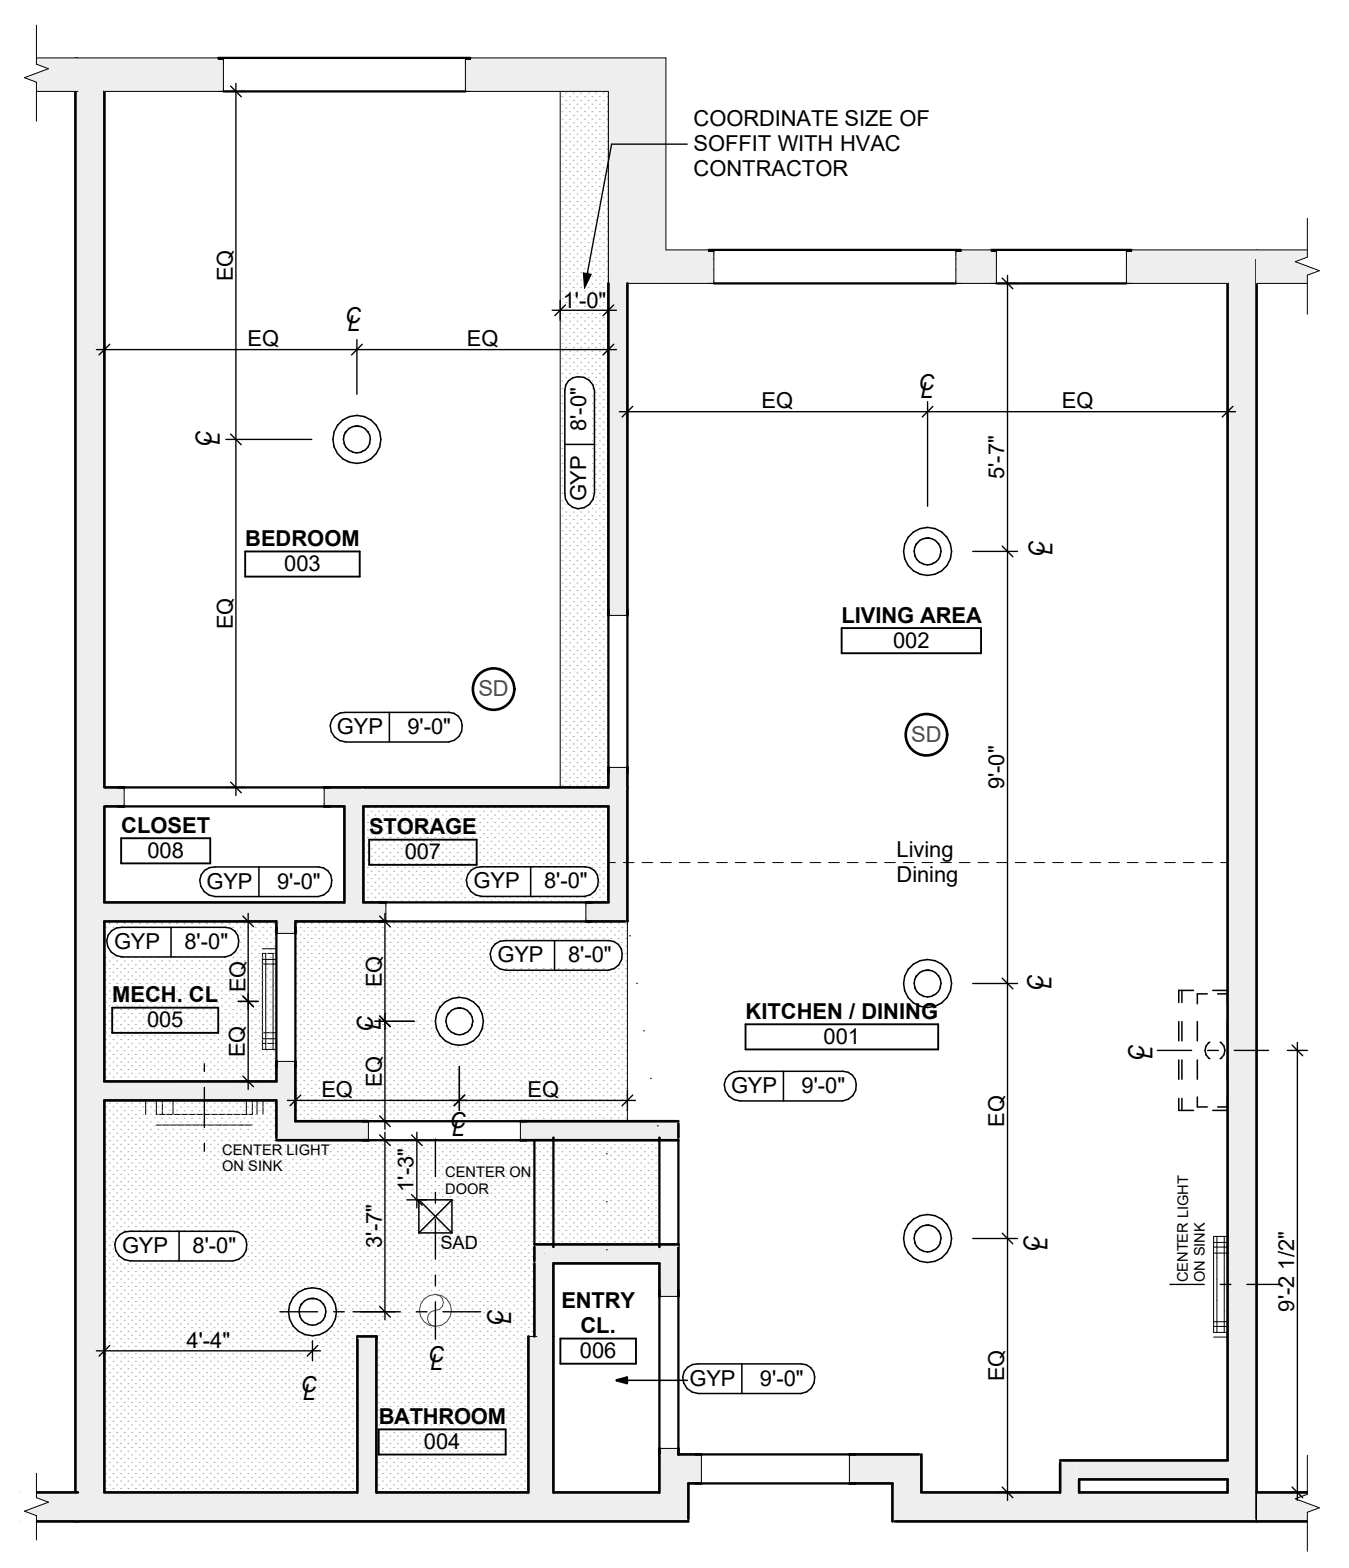 COORDINATE SIZE OF
SOFFIT WITH HVAC
CONTRACTOR
EQ
1'-0"
℄
EQ
EQ
℄
EQ
EQ
GYP 8'-0"
5'-7"
℄
℄
BEDROOM
003
EQ
LIVING AREA
002
SD
GYP 9'-0"
SD
9'-0"
CLOSET
008
GYP 9'-0"
STORAGE
007
GYP 8'-0"
Living
Dining
GYP 8'-0"
EQ
MECH. CL
005
EQ
EQ
GYP 8'-0"
℄
EQ
EQ
EQ
℄
℄
KITCHEN / DINING
001
GYP 9'-0"
℄
EQ
CENTER LIGHT
ON SINK
1'-3"
CENTER ON
DOOR
3'-7"
SAD
GYP 8'-0"
℄
CENTER LIGHT
ON SINK
9'-2 1/2"
4'-4"
℄
℄
℄
ENTRY
CL.
006
GYP 9'-0"
EQ
BATHROOM
004